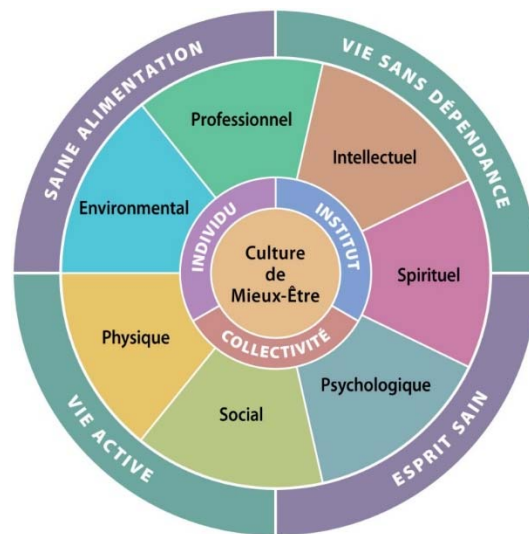 SAINE ALIMENTATION
VIE SANS DÉPENDANCE
Professionnel
Intellectuel
Environmental
INDIVIDU
INSTITUT
Culture
de
Mieux-Être
Spirituel
Physique
COLLECTIVITÉ
Psychologique
Social
VIE ACTIVE
ESPRIT SAIN